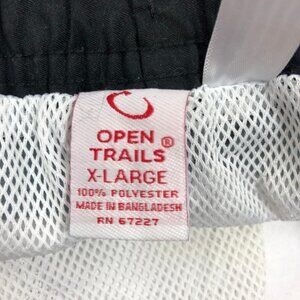 OPEN ®
TRAILS
X-LARGE
100% POLYESTER
MADE IN BANGLADESH
RN 67227